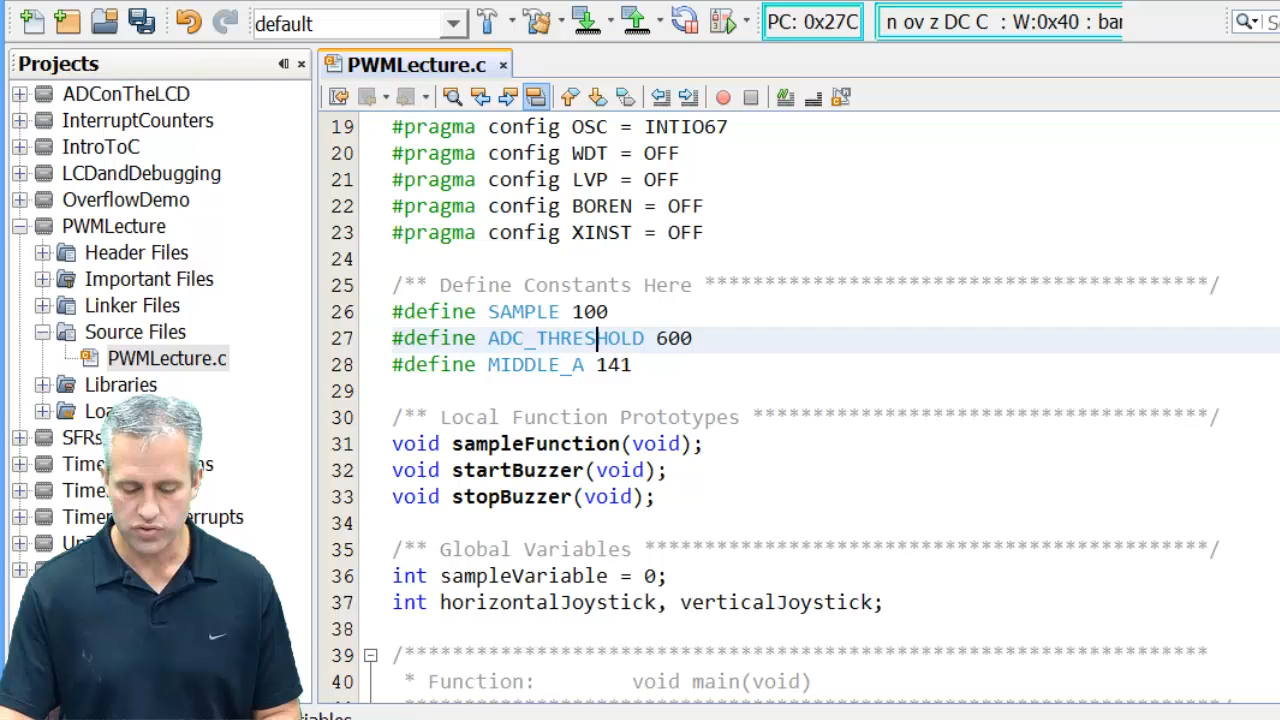 default
PC: 0x27C
n ov z DC C : W:0x40 : bar
Projects
PWMLecture.c
ADConTheLCD
InterruptCounters
IntroToC
LCDandDebugging
OverflowDemo
PWMLecture
Header Files
Important Files
Linker Files
Source Files
PWMLecture.c
Libraries
19 #pragma config OSC = INTIO67
20 #pragma config WDT = OFF
21 #pragma config LVP = OFF
22 #pragma config BOREN = OFF
23 #pragma config XINST = OFF
24
25 /** Define Constants Here ******************************************/
26 #define SAMPLE 100
27 #define ADC_THRESHOLD 600
28 #define MIDDLE_A 141
29
30 /** Local Function Prototypes **************************************/
31 void sampleFunction(void);
32 void startBuzzer(void);
33 void stopBuzzer(void);
34
35 /** Global Variables ***********************************************/
36 int sampleVariable = 0;
37 int horizontalJoystick, verticalJoystick;
38
39 /*******************************************************************
40 * Function: void main(void)